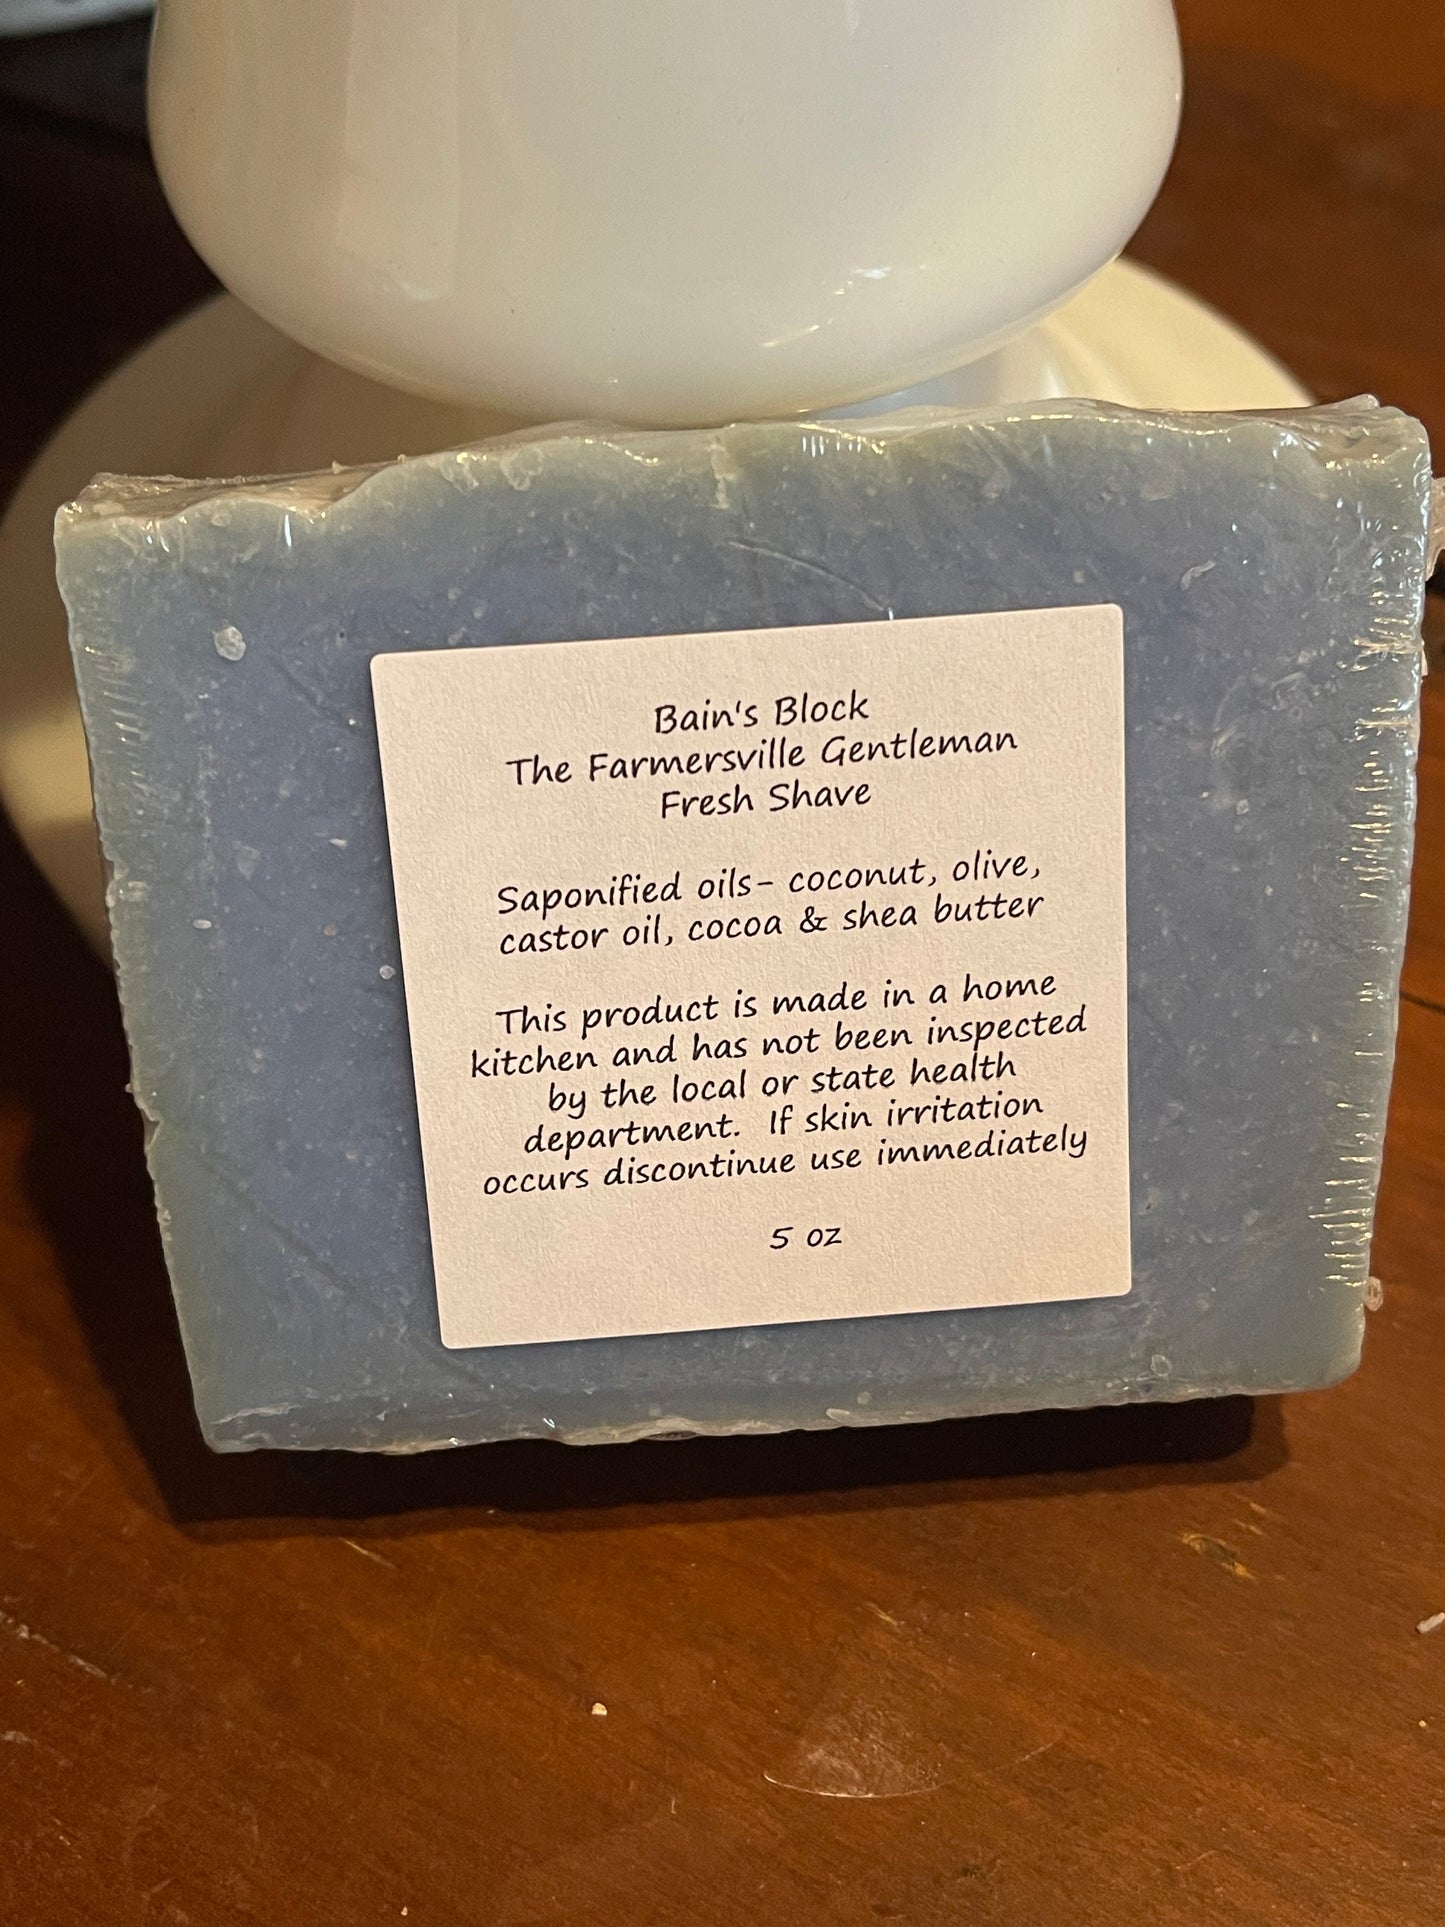 Bain's Block
The Farmersville Gentleman
Fresh Shave
Saponified oils- coconut, olive,
castor oil, cocoa & shea butter
This product is made in a home
kitchen and has not been inspected
by the local or state health
department.  If skin irritation
occurs discontinue use immediately
5 oz